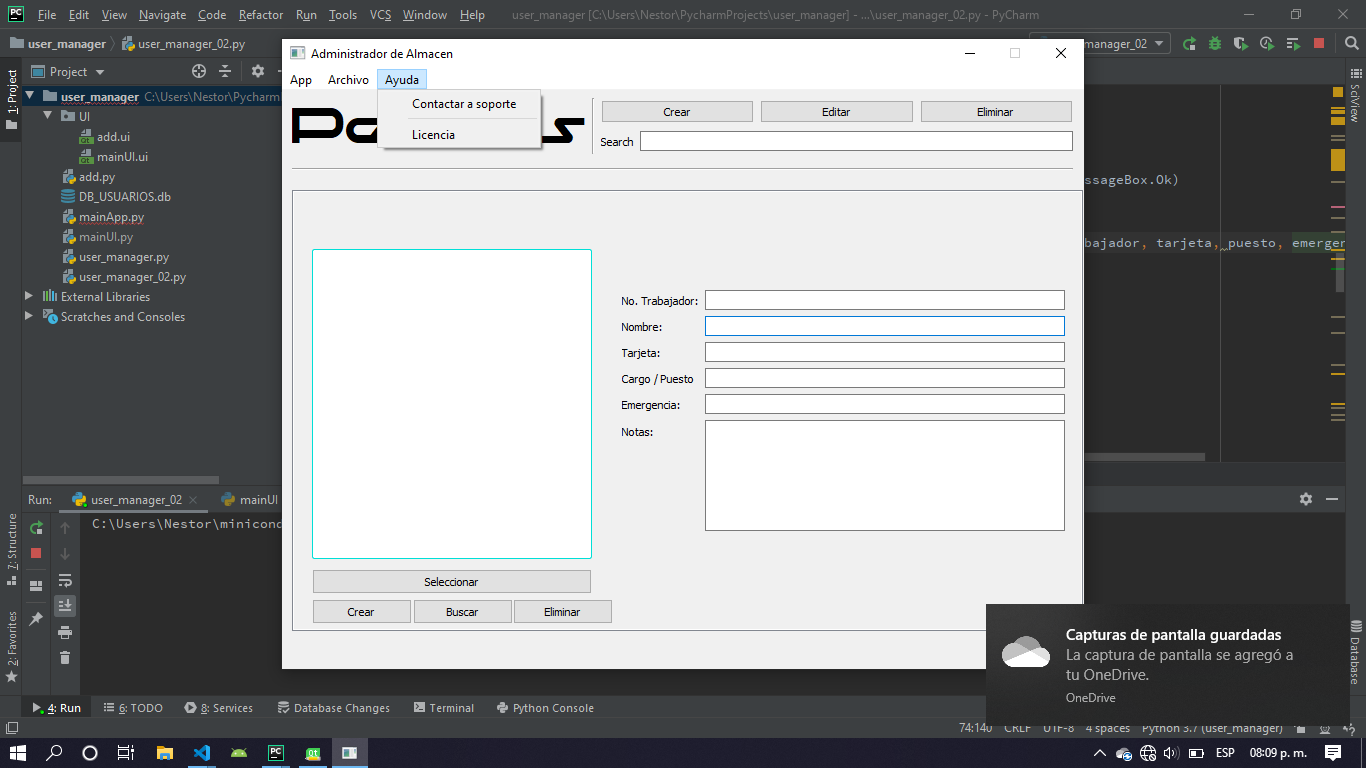 File Edit View Navigate Code Refactor Run Tools VCS Window Help user_manager [C:\Users\Nestor\PycharmProjects\user_manager] - ...\user_manager_02.py - PyCharm
user_manager user_manager_02.py
manager_02
Administrador de Almacen
App Archivo Ayuda
Contactar a soporte
Licencia
Crear Editar Eliminar
Search
1: Project
Project
user_manager C:\Users\Nestor\Pycharm
UI
add.ui
mainUI.ui
add.py
DB_USUARIOS.db
mainApp.py
mainUI.py
user_manager.py
user_manager_02.py
External Libraries
Scratches and Consoles
ssageBox.Ok)
bajador, tarjeta, puesto, emerger
SciView
No. Trabajador:
Nombre:
Tarjeta:
Cargo / Puesto
Emergencia:
Notas:
Seleccionar
Crear Buscar Eliminar
Run: user_manager_02 mainUI
C:\Users\Nestor\minicond
7: Structure
2: Favorites
Database
Capturas de pantalla guardadas
La captura de pantalla se agregó a
tu OneDrive.
OneDrive
4: Run 6: TODO 8: Services Database Changes Terminal Python Console
74:140 CRLF UTF-8 4 spaces Python 3.7 (user_manager)
ESP 08:09 p. m.